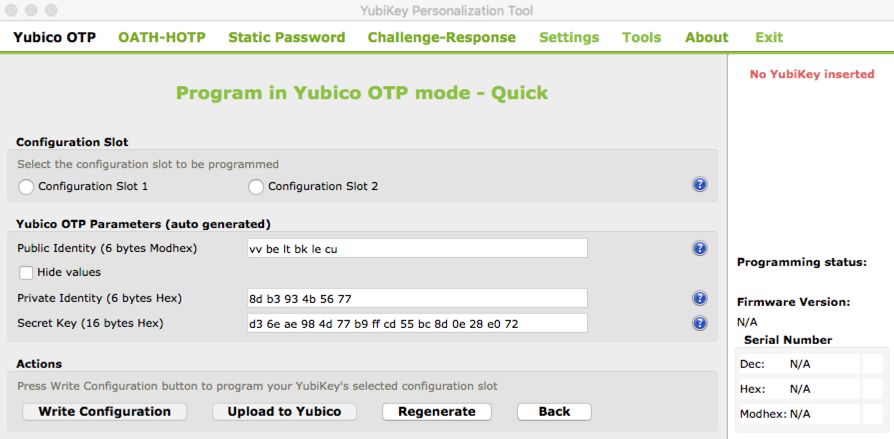 YubiKey Personalization Tool
Yubico OTP OATH-HOTP Static Password Challenge-Response Settings Tools About Exit
No YubiKey inserted
Program in Yubico OTP mode - Quick
Configuration Slot
Select the configuration slot to be programmed
Configuration Slot 1 Configuration Slot 2 ?
Yubico OTP Parameters (auto generated)
Public Identity (6 bytes Modhex) vv be lt bk le cu ?
Hide values
Private Identity (6 bytes Hex) 8d b3 93 4b 56 77 ?
Secret Key (16 bytes Hex) d3 6e ae 98 4d 77 b9 ff cd 55 bc 8d 0e 28 e0 72 ?
Actions
Press Write Configuration button to program your YubiKey's selected configuration slot
Write Configuration Upload to Yubico Regenerate Back
Programming status:
Firmware Version:
N/A
Serial Number
Dec: N/A
Hex: N/A
Modhex: N/A